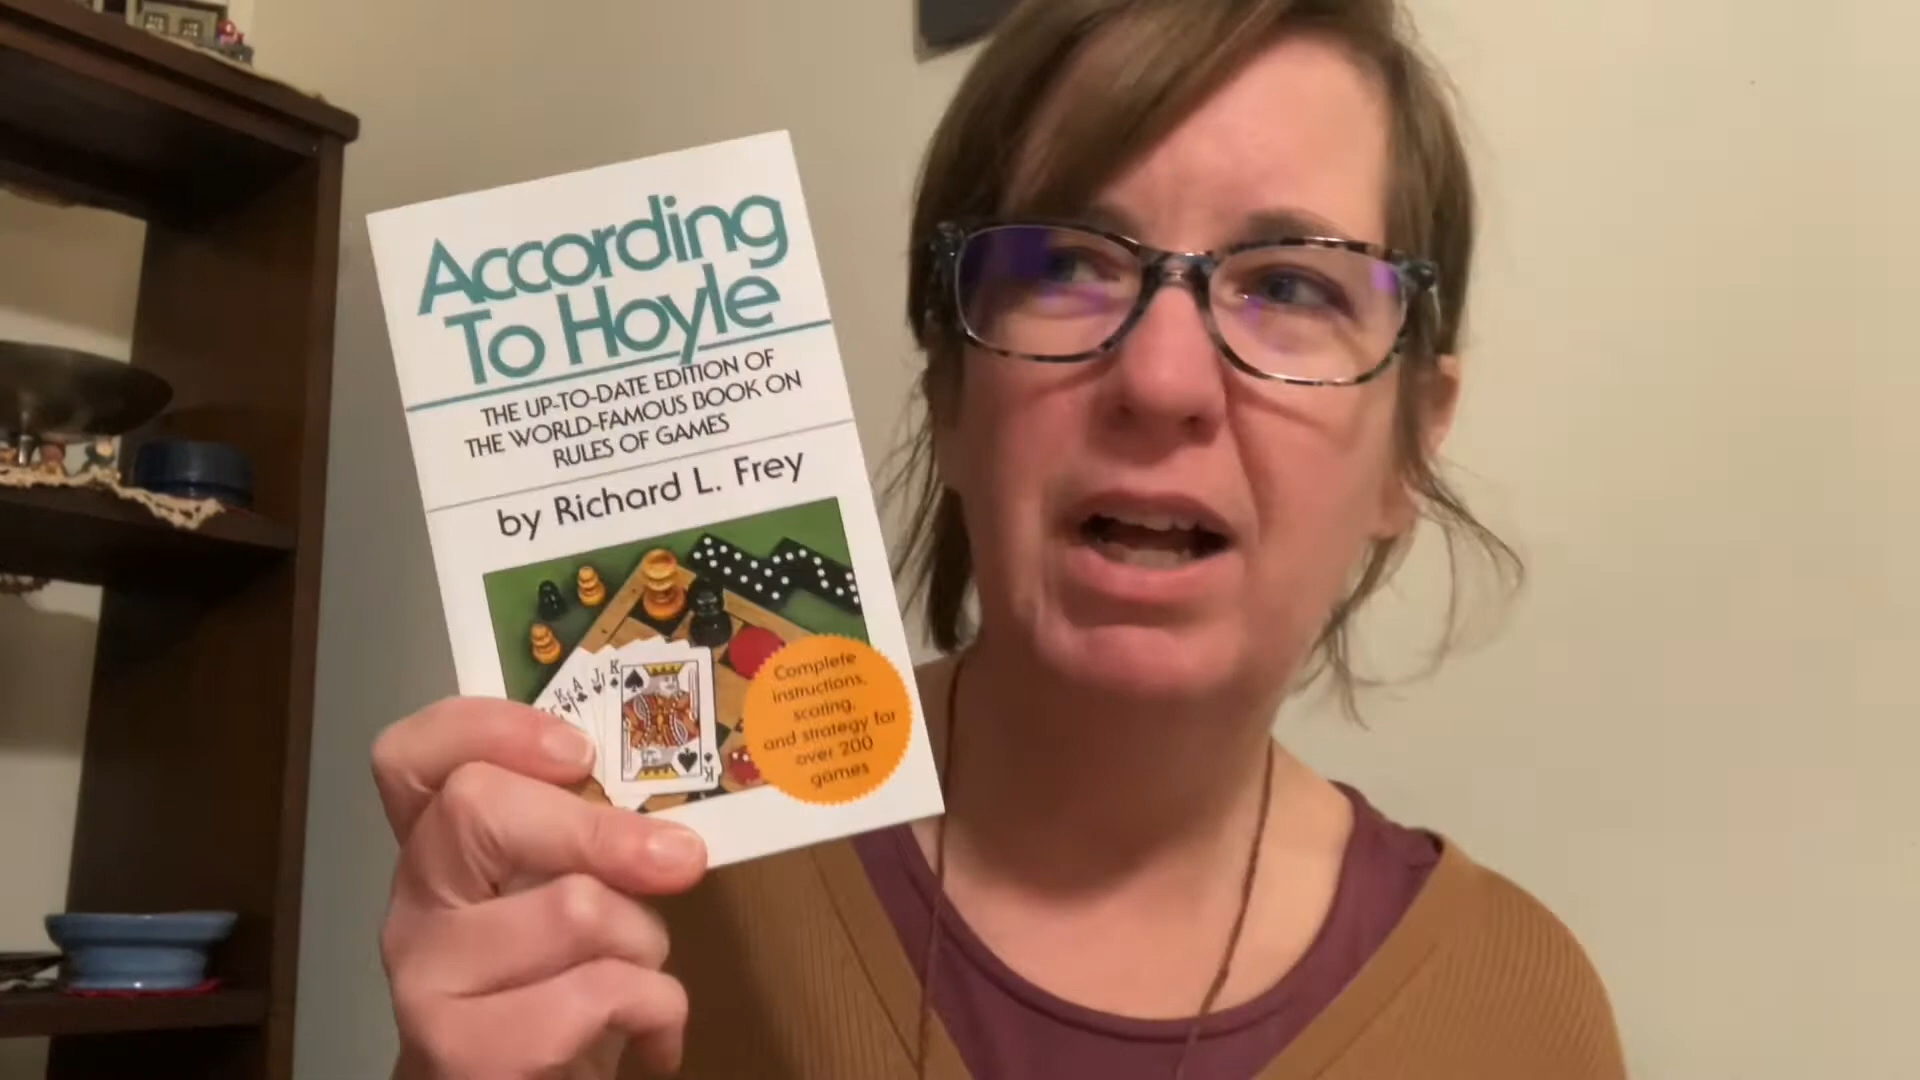 According
To Hoyle
THE UP-TO-DATE EDITION OF
THE WORLD-FAMOUS BOOK ON
RULES OF GAMES
by Richard L. Frey
Complete
instructions,
scoring,
and strategy for
over 200
games
K
A
J
K
K